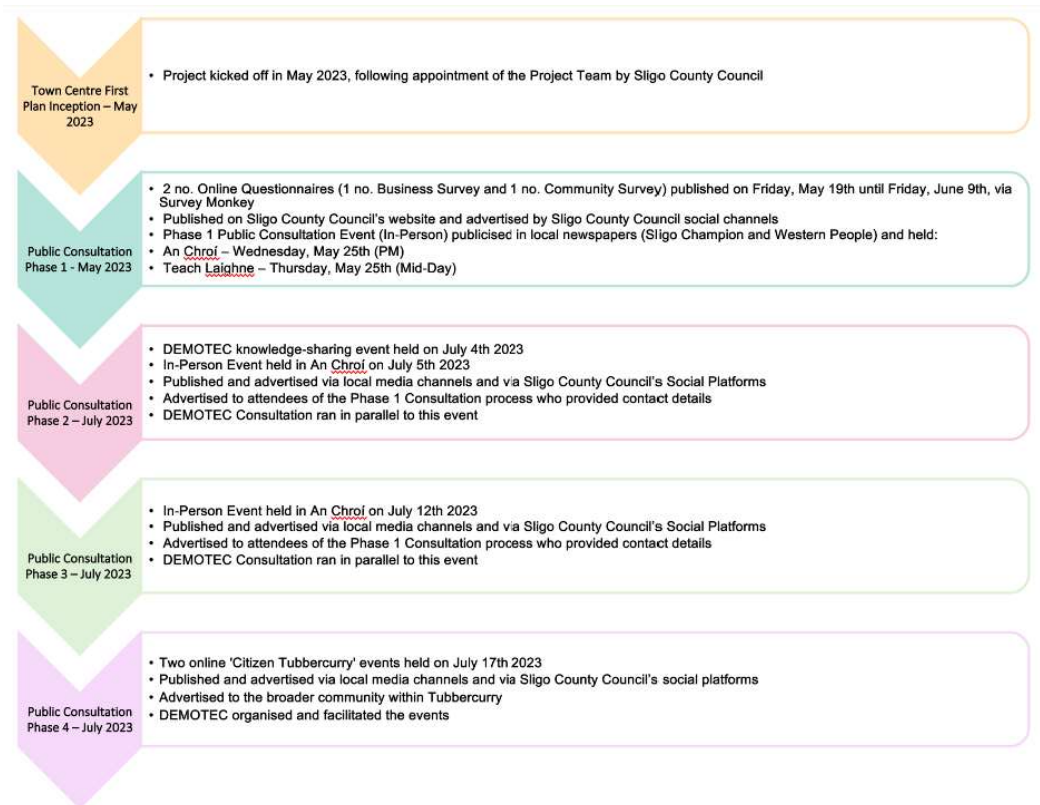 Town Centre First
Plan Inception – May
2023
• Project kicked off in May 2023, following appointment of the Project Team by Sligo County Council
Public Consultation
Phase 1 - May 2023
• 2 no. Online Questionnaires (1 no. Business Survey and 1 no. Community Survey) published on Friday, May 19th until Friday, June 9th, via
Survey Monkey
• Published on Sligo County Council's website and advertised by Sligo County Council social channels
• Phase 1 Public Consultation Event (In-Person) publicised in local newspapers (Sligo Champion and Western People) and held:
• An Chroí – Wednesday, May 25th (PM)
• Teach Laighne – Thursday, May 25th (Mid-Day)
Public Consultation
Phase 2 – July 2023
• DEMOTEC knowledge-sharing event held on July 4th 2023
• In-Person Event held in An Chroí on July 5th 2023
• Published and advertised via local media channels and via Sligo County Council's Social Platforms
• Advertised to attendees of the Phase 1 Consultation process who provided contact details
• DEMOTEC Consultation ran in parallel to this event
Public Consultation
Phase 3 – July 2023
• In-Person Event held in An Chroí on July 12th 2023
• Published and advertised via local media channels and via Sligo County Council's Social Platforms
• Advertised to attendees of the Phase 1 Consultation process who provided contact details
• DEMOTEC Consultation ran in parallel to this event
Public Consultation
Phase 4 – July 2023
• Two online 'Citizen Tubbercurry' events held on July 17th 2023
• Published and advertised via local media channels and via Sligo County Council's social platforms
• Advertised to the broader community within Tubbercurry
• DEMOTEC organised and facilitated the events